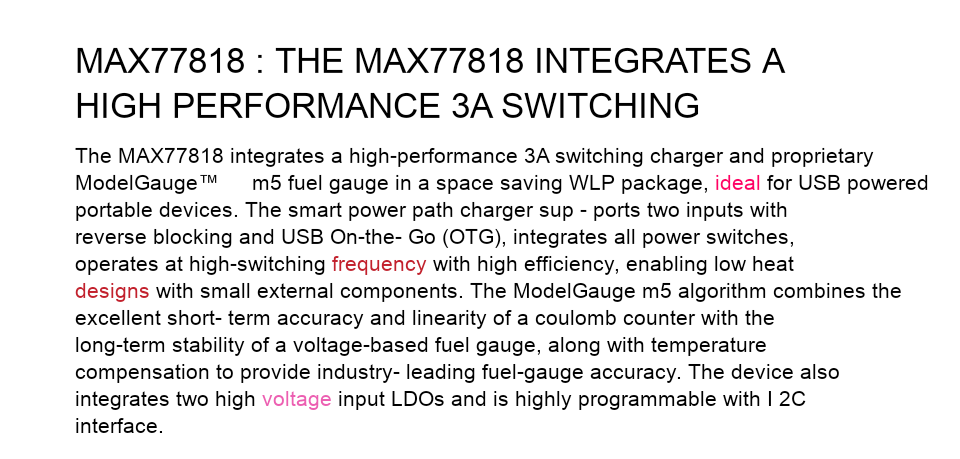 MAX77818 : THE MAX77818 INTEGRATES A
HIGH PERFORMANCE 3A SWITCHING
The MAX77818 integrates a high-performance 3A switching charger and proprietary
ModelGauge™ m5 fuel gauge in a space saving WLP package, ideal for USB powered
portable devices. The smart power path charger sup - ports two inputs with
reverse blocking and USB On-the- Go (OTG), integrates all power switches,
operates at high-switching frequency with high efficiency, enabling low heat
designs with small external components. The ModelGauge m5 algorithm combines the
excellent short- term accuracy and linearity of a coulomb counter with the
long-term stability of a voltage-based fuel gauge, along with temperature
compensation to provide industry- leading fuel-gauge accuracy. The device also
integrates two high voltage input LDOs and is highly programmable with I 2C
interface.